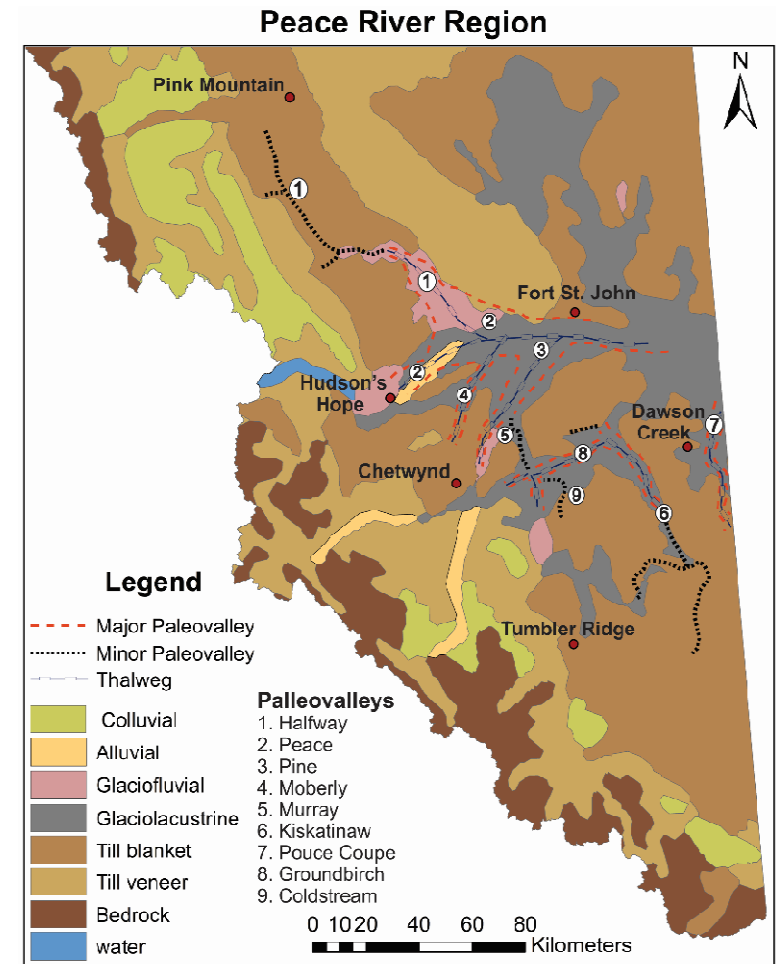 Peace River Region
N
Pink Mountain
1
1
Fort St. John
2
3
2
Hudson's
Hope
4
Dawson
Creek
7
5
8
Chetwynd
9
6
Legend
Tumbler Ridge
Major Paleovalley
Minor Paleovalley
Thalweg
Colluvial
Alluvial
Glaciofluvial
Glaciolacustrine
Till blanket
Till veneer
Bedrock
water
Palleovalleys
1. Halfway
2. Peace
3. Pine
4. Moberly
5. Murray
6. Kiskatinaw
7. Pouce Coupe
8. Groundbirch
9. Coldstream
0 10 20 40 60 80
Kilometers